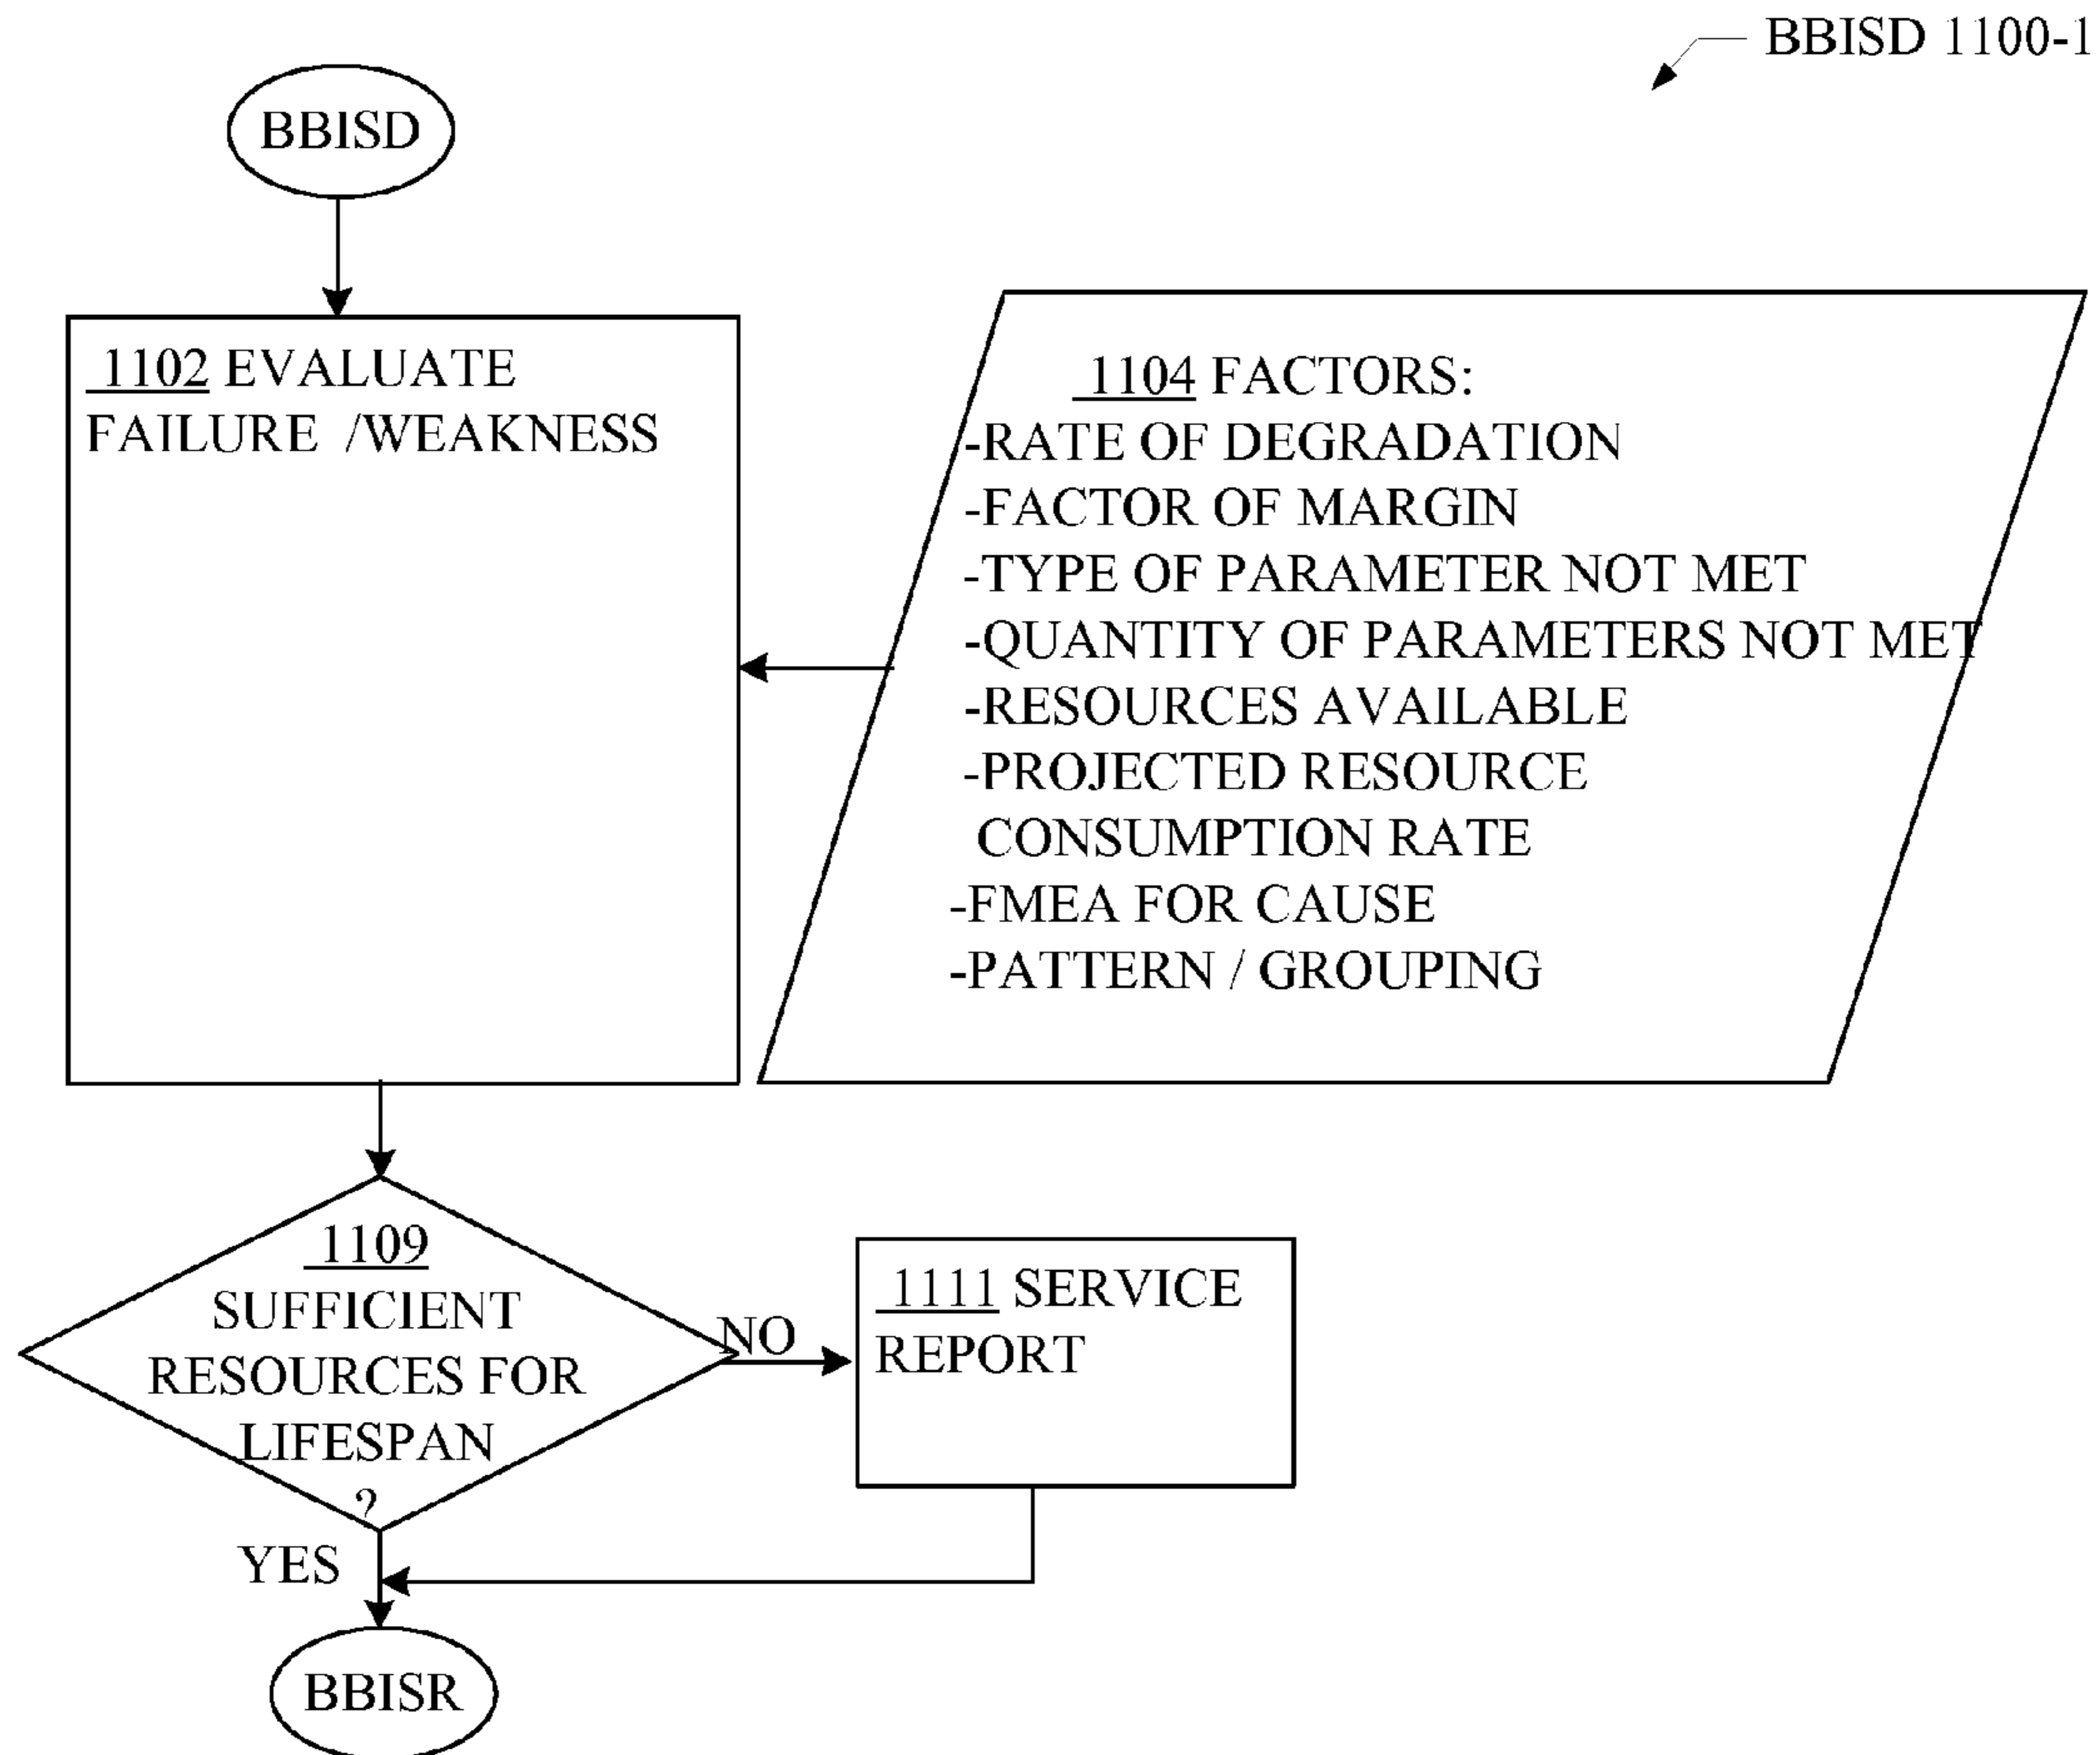 BBISD 1100-1
BBISD
1102 EVALUATE
FAILURE /WEAKNESS
1104 FACTORS:
-RATE OF DEGRADATION
-FACTOR OF MARGIN
-TYPE OF PARAMETER NOT MET
-QUANTITY OF PARAMETERS NOT MET
-RESOURCES AVAILABLE
-PROJECTED RESOURCE
CONSUMPTION RATE
-FMEA FOR CAUSE
-PATTERN / GROUPING
1109
SUFFICIENT
RESOURCES FOR
LIFESPAN
?
NO
1111 SERVICE
REPORT
YES
BBISR